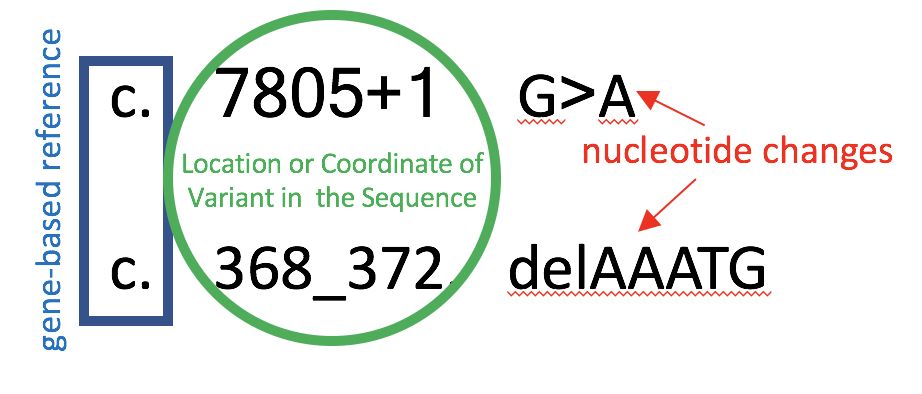 gene-based reference
c. 7805+1 G>A
nucleotide changes
Location or Coordinate of
Variant in the Sequence
c. 368_372 delAAATG